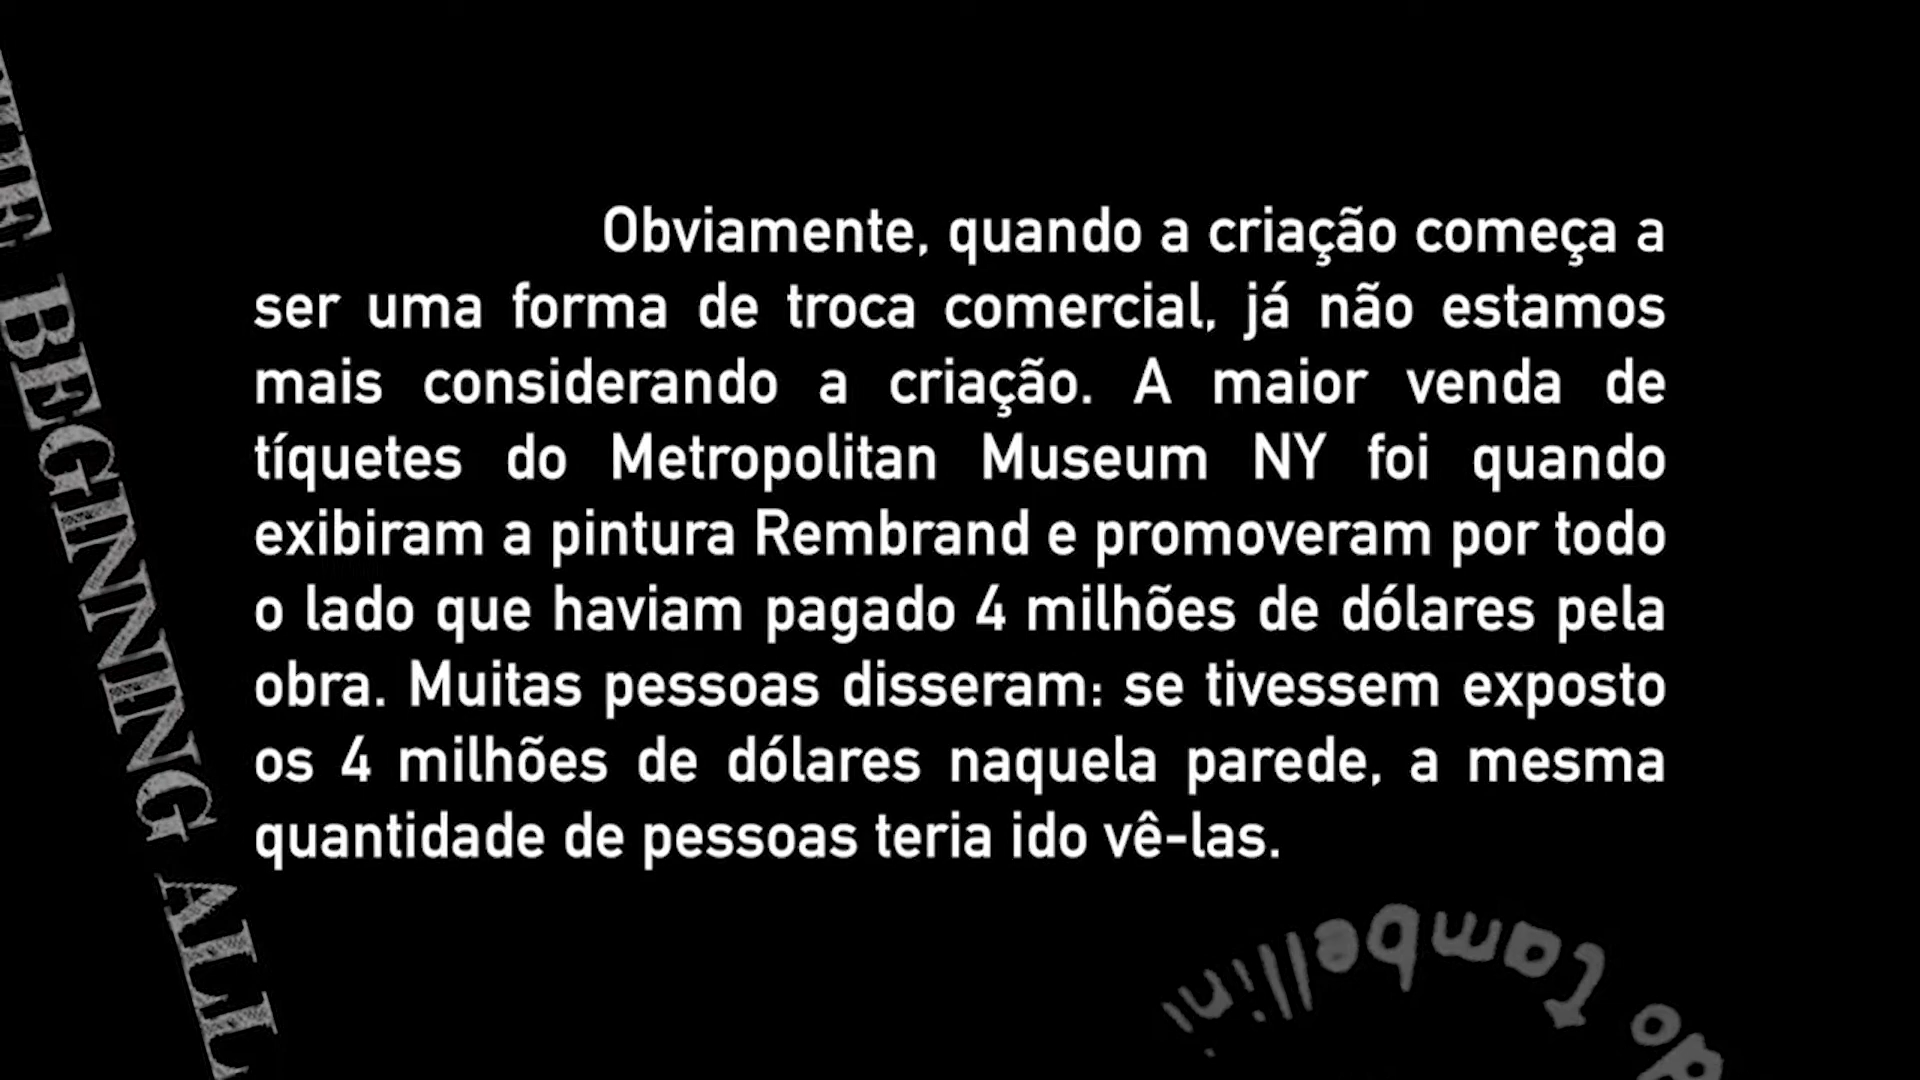 Obviamente, quando a criação começa a
ser uma forma de troca comercial, já não estamos
mais considerando a criação. A maior venda de
tíquetes do Metropolitan Museum NY foi quando
exibiram a pintura Rembrand e promoveram por todo
o lado que haviam pagado 4 milhões de dólares pela
obra. Muitas pessoas disseram: se tivessem exposto
os 4 milhões de dólares naquela parede, a mesma
quantidade de pessoas teria ido vê-las.
BEGINNING ALL
do tambellini